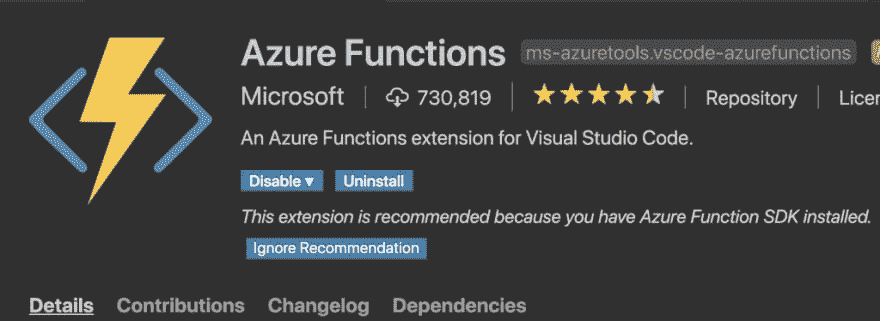 Azure Functions ms-azuretools.vscode-azurefunctions
Microsoft 730,819 Repository
An Azure Functions extension for Visual Studio Code.
Disable Uninstall
This extension is recommended because you have Azure Function SDK installed.
Ignore Recommendation
Details Contributions Changelog Dependencies